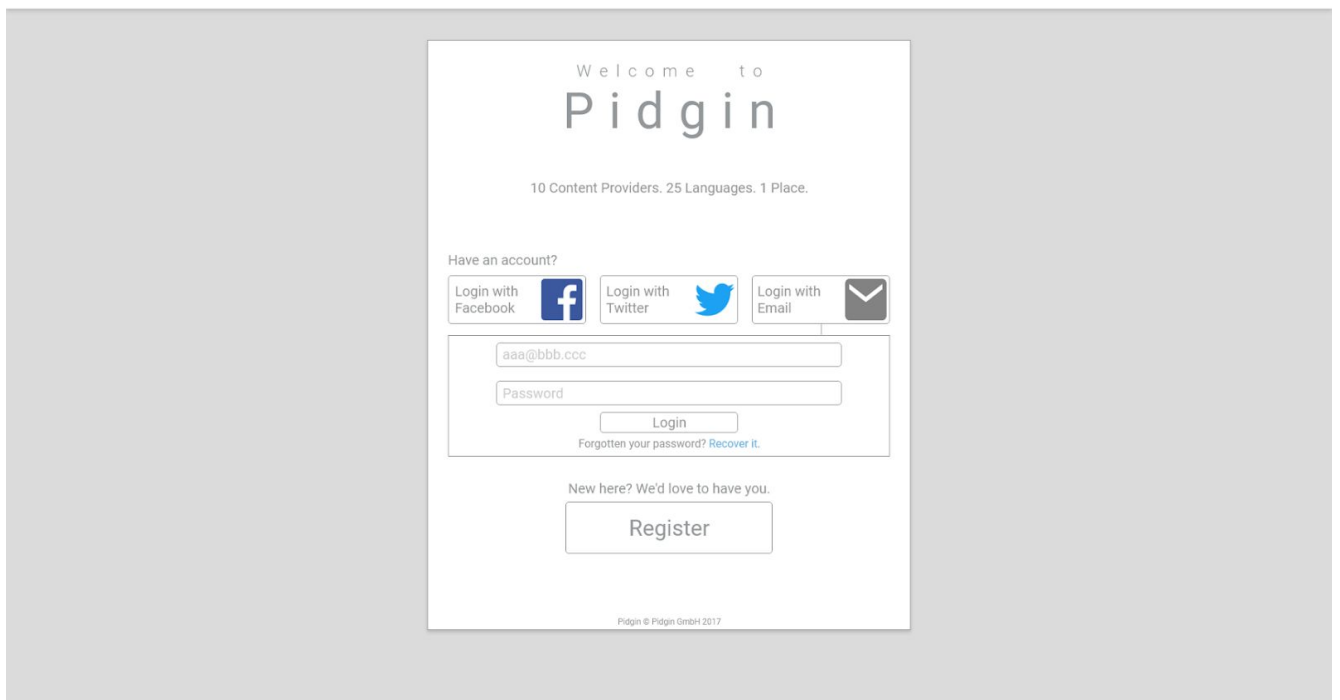 Welcome to
Pidgin
10 Content Providers. 25 Languages. 1 Place.
Have an account?
Login with
Facebook
Login with
Twitter
Login with
Email
aaa@bbb.ccc
Password
Login
Forgotten your password? Recover it.
New here? We'd love to have you.
Register
Pidgin © Pidgin GmbH 2017